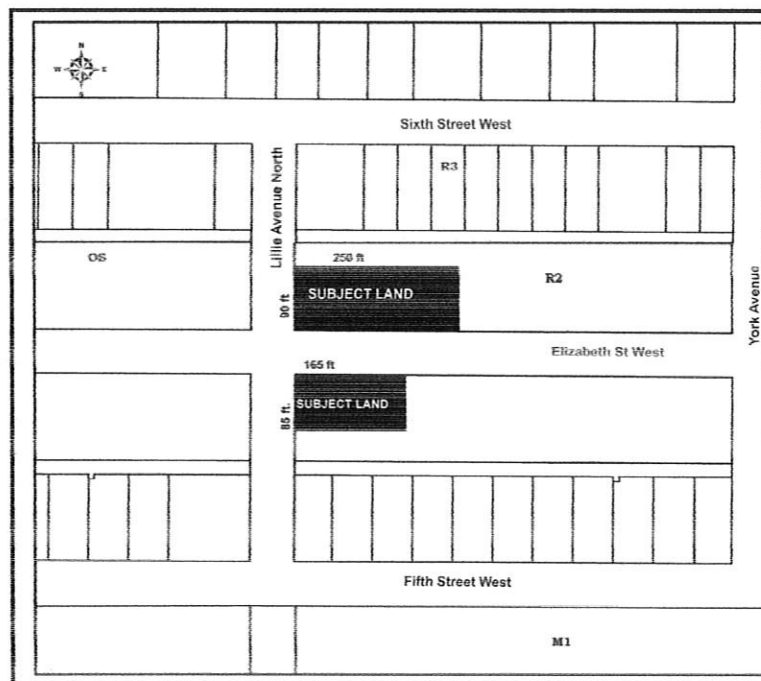 N
W E
S
Sixth Street West
Lillie Avenue North
R3
OS
250 ft
R2
90 ft
SUBJECT LAND
York Avenue
Elizabeth St West
165 ft
85 ft.
SUBJECT LAND
Fifth Street West
M1